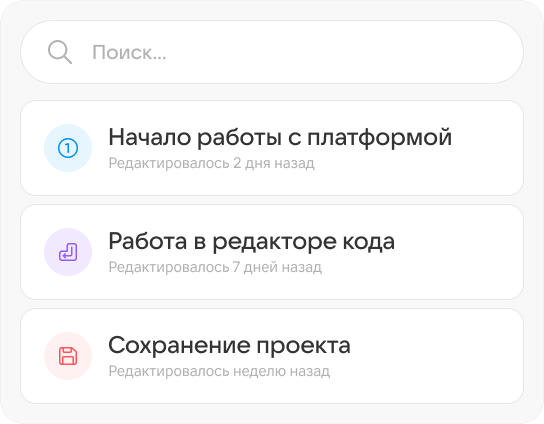 Поиск...
Начало работы с платформой
Редактировалось 2 дня назад
Работа в редакторе кода
Редактировалось 7 дней назад
Сохранение проекта
Редактировалось неделю назад